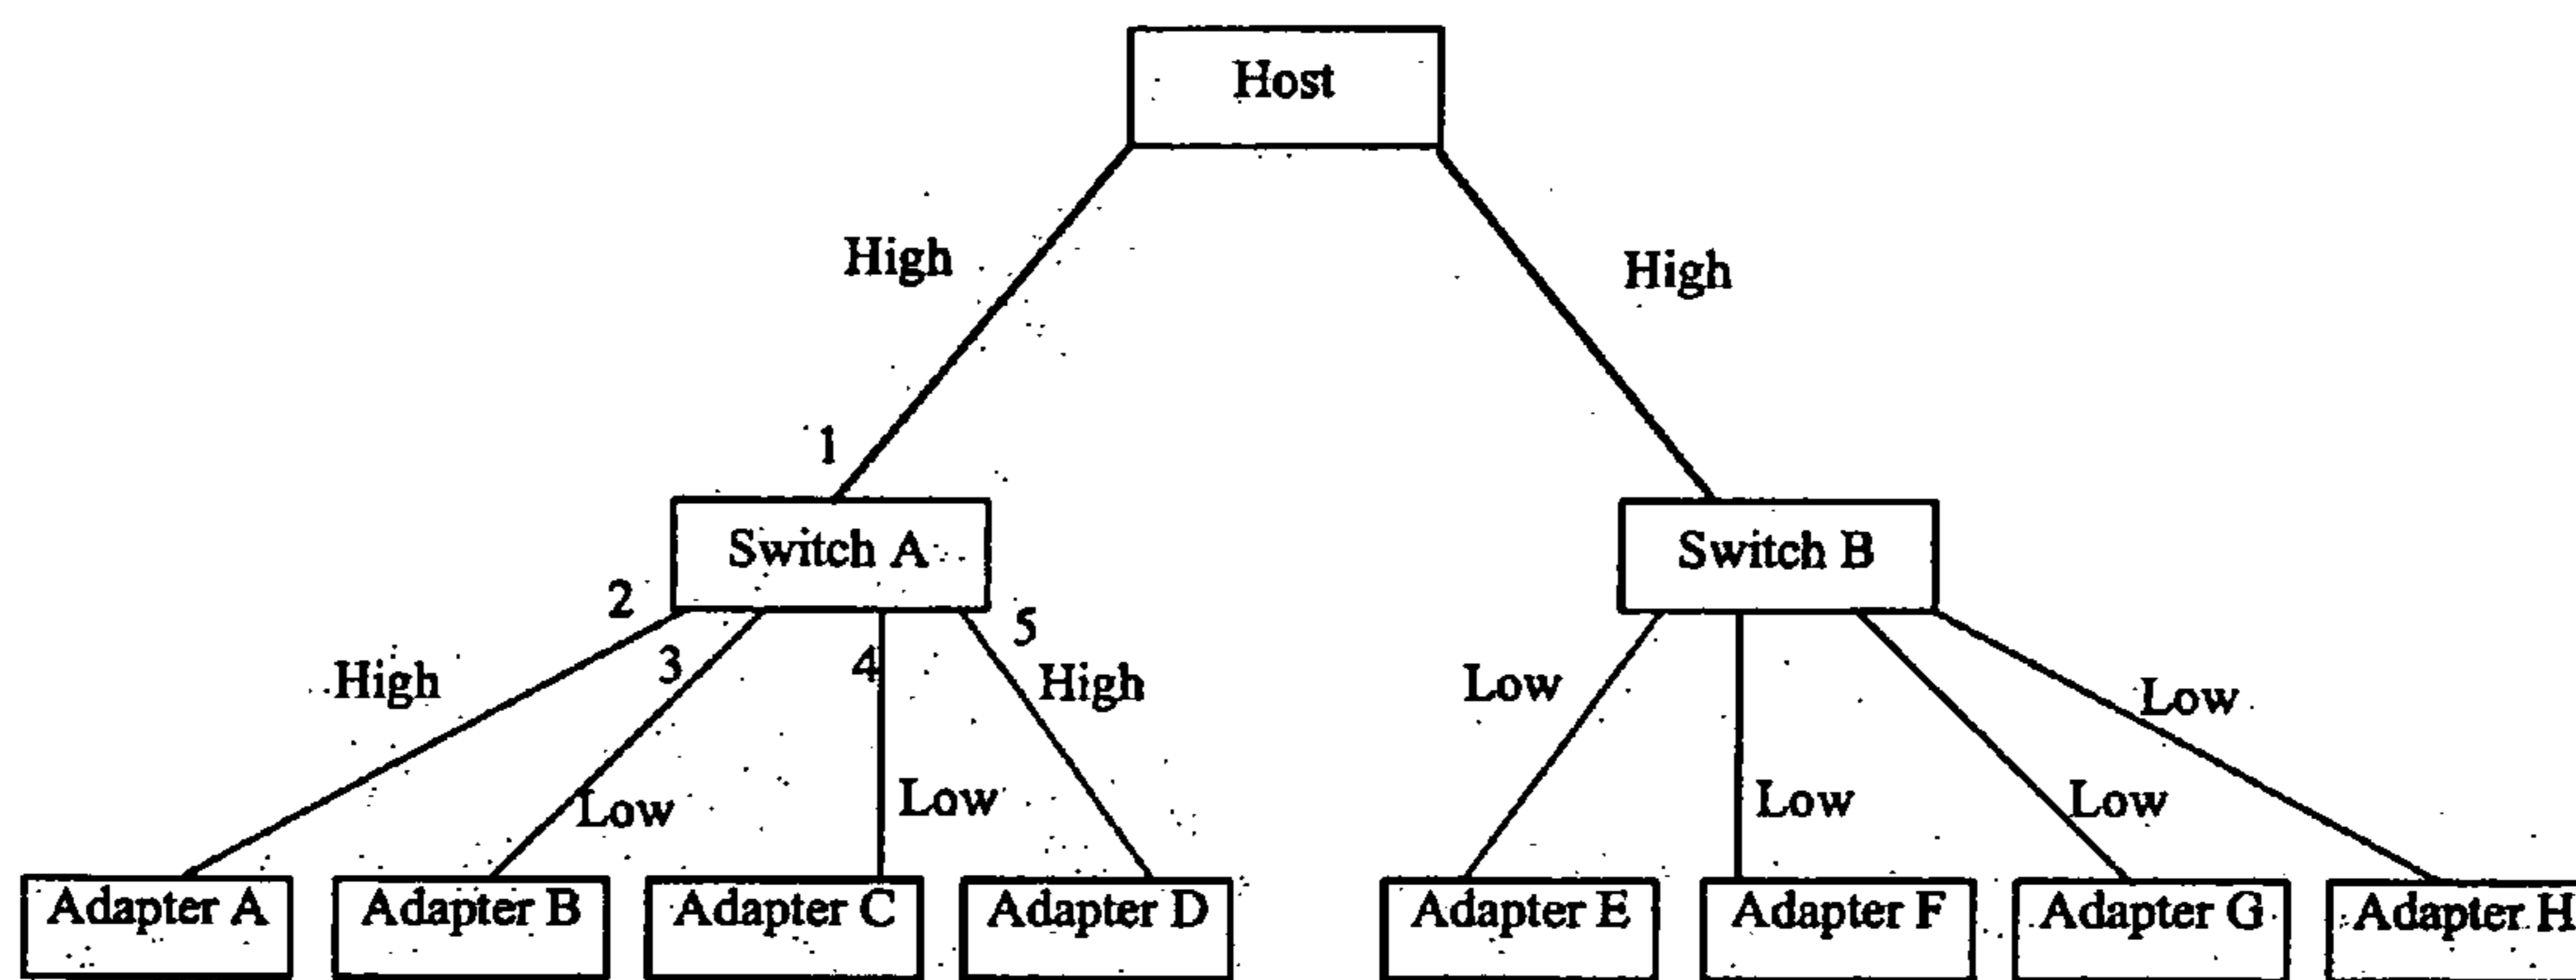 Host
High
High
1
Switch A
Switch B
2
3
4
5
High
High
Low
Low
Low
Low
Low
Low
Adapter A
Adapter B
Adapter C
Adapter D
Adapter E
Adapter F
Adapter G
Adapter H